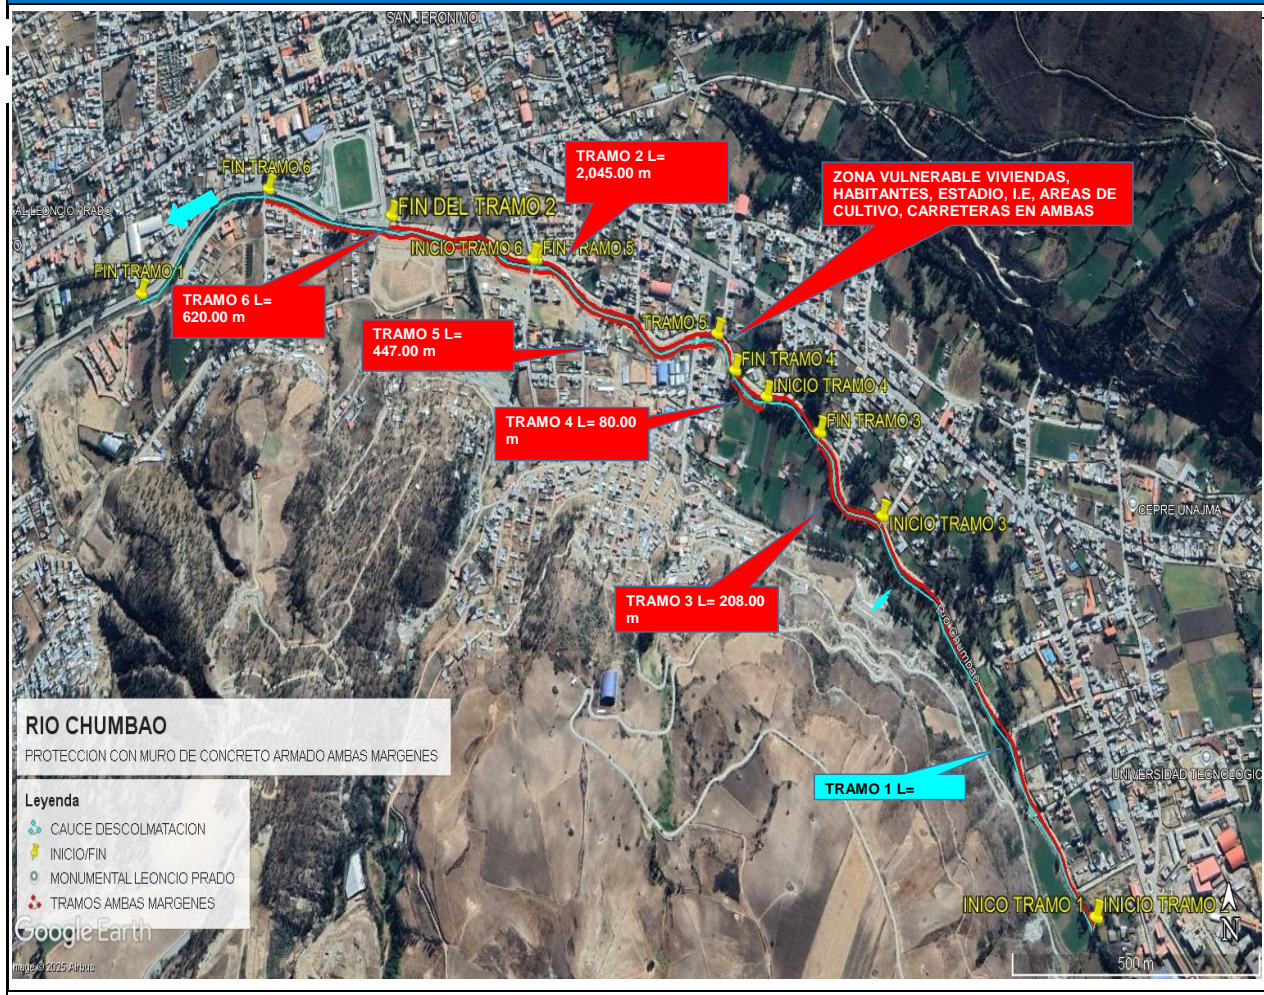 SAN JERONIMO
TRAMO 2 L=
2,045.00 m
ZONA VULNERABLE VIVIENDAS,
HABITANTES, ESTADIO, I.E, AREAS DE
CULTIVO, CARRETERAS EN AMBAS
FIN TRAMO 6
AL LEONCIO PRADO
FIN DEL TRAMO 2
INICIO TRAMO 6
FIN TRAMO 5
FIN TRAMO 1
TRAMO 6 L=
620.00 m
TRAMO 5 L=
447.00 m
TRAMO 5
FIN TRAMO 4
INICIO TRAMO 4
TRAMO 4 L= 80.00
m
FIN TRAMO 3
CEPRE UNAJMA
INICIO TRAMO 3
TRAMO 3 L= 208.00
m
Rio Chumbao
RIO CHUMBAO
PROTECCION CON MURO DE CONCRETO ARMADO AMBAS MARGENES
TRAMO 1 L=
UNIVERSIDAD TECNOLOGIC
Leyenda
CAUCE DESCOLMATACION
INICIO/FIN
MONUMENTAL LEONCIO PRADO
TRAMOS AMBAS MARGENES
INICO TRAMO 1
INICIO TRAMO 2
N
Google Earth
Image © 2025 Airbus
500 m